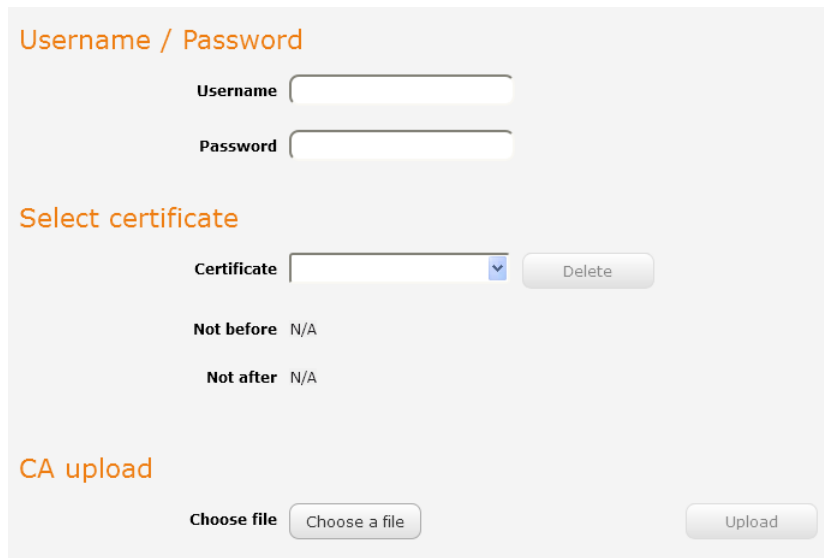 Username / Password
Username
Password
Select certificate
Certificate Delete
Not before N/A
Not after N/A
CA upload
Choose file Choose a file Upload